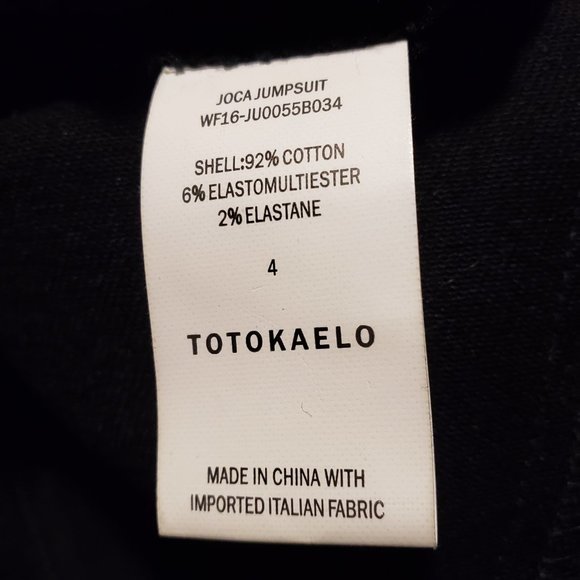 JOCA JUMPSUIT
WF16-JU0055B034
SHELL:92% COTTON
6% ELASTOMULTIESTER
2% ELASTANE
4
TOTOKAELO
MADE IN CHINA WITH
IMPORTED ITALIAN FABRIC